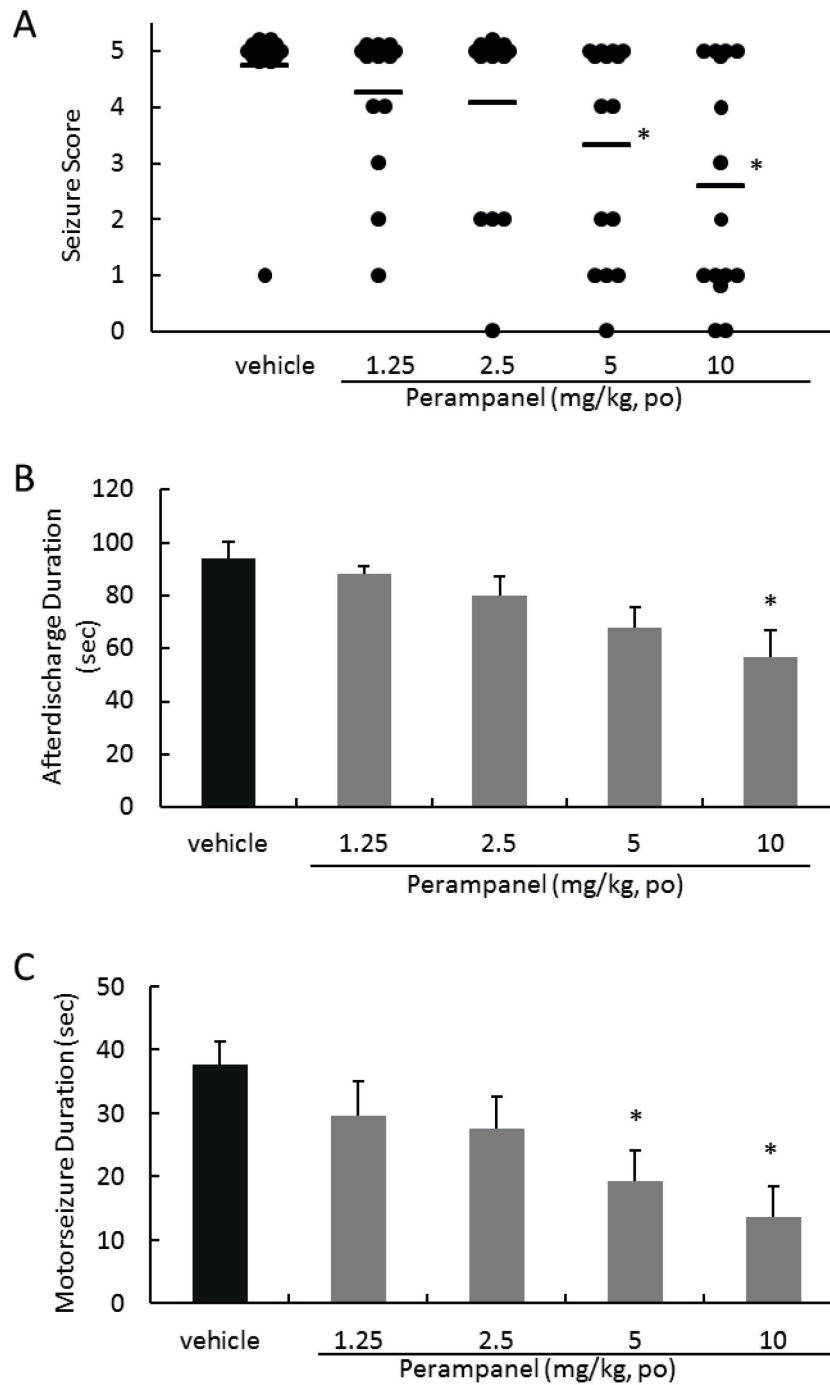 A
Seizure Score
5
4
3
2
1
0
vehicle 1.25 2.5 5 10
Perampanel (mg/kg, po)
*
*
B
Afterdischarge Duration
(sec)
120
100
80
60
40
20
0
vehicle 1.25 2.5 5 10
Perampanel (mg/kg, po)
*
C
Motorseizure Duration (sec)
50
40
30
20
10
0
vehicle 1.25 2.5 5 10
Perampanel (mg/kg, po)
*
*